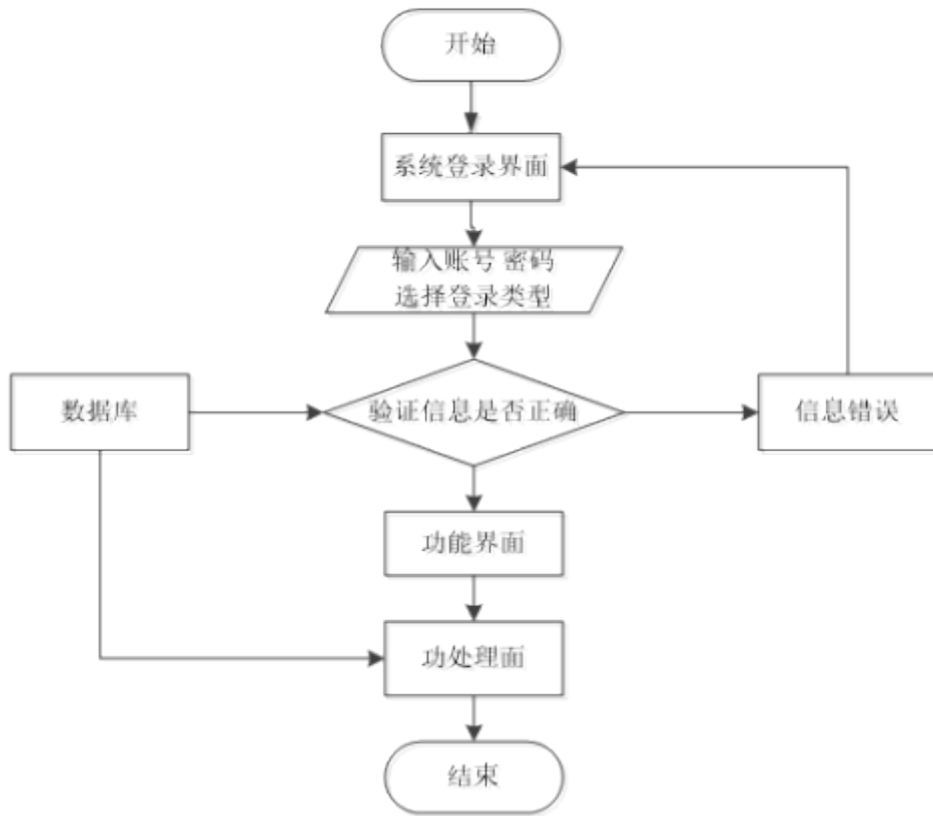 开始
系统登录界面
输入账号 密码
选择登录类型
数据库
验证信息是否正确
信息错误
功能界面
功处理面
结束